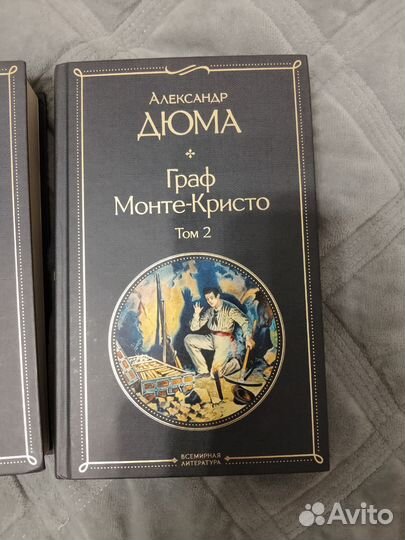 Александр
ДЮМА
Граф
Монте-Кристо
Том 2
ВСЕМИРНАЯ
ЛИТЕРАТУРА
Avito